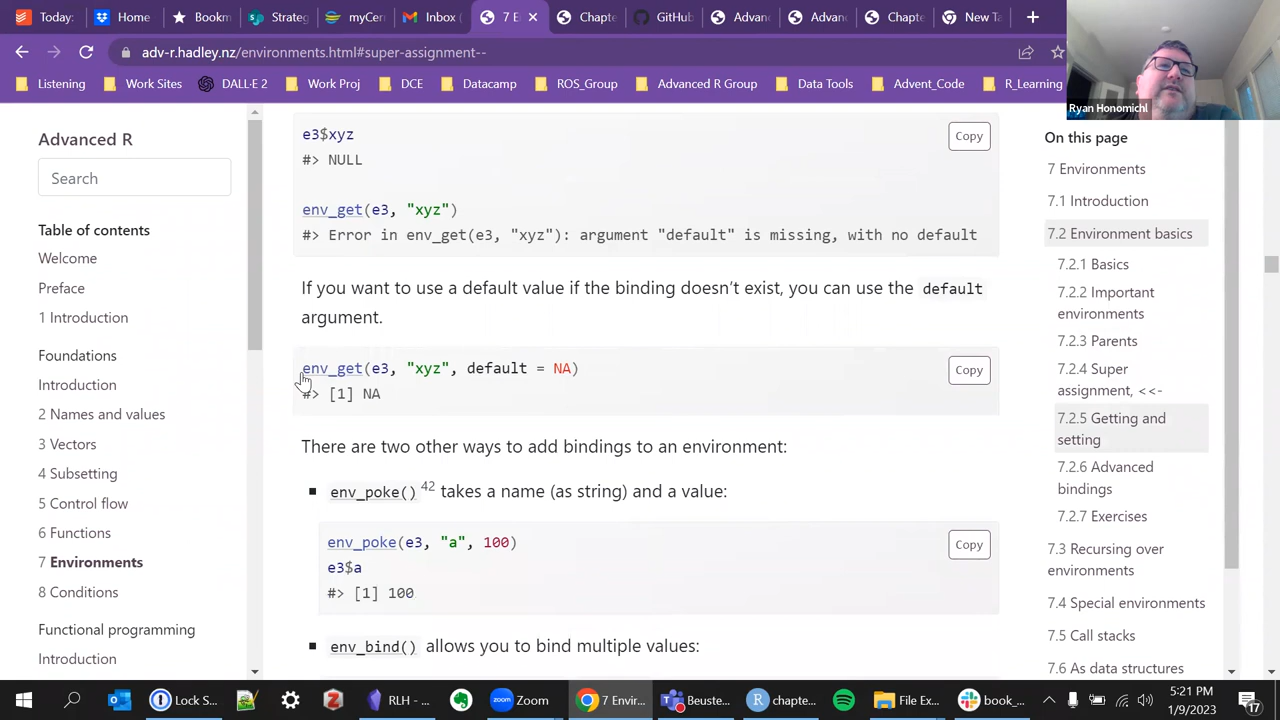 Today:
Home
Bookm
Strateg
myCerr
Inbox (
7 E
Chapte
GitHub
Advanc
Advanc
Chapte
New Ta
adv-r.hadley.nz/environments.html#super-assignment--
Listening
Work Sites
DALL·E 2
Work Proj
DCE
Datacamp
ROS_Group
Advanced R Group
Data Tools
Advent_Code
R_Learning
Ryan Honomichl
Advanced R
Search
Table of contents
Welcome
Preface
1 Introduction
Foundations
Introduction
2 Names and values
3 Vectors
4 Subsetting
5 Control flow
6 Functions
7 Environments
8 Conditions
Functional programming
Introduction
e3$xyz
Copy
#> NULL
env_get(e3, "xyz")
#> Error in env_get(e3, "xyz"): argument "default" is missing, with no default
If you want to use a default value if the binding doesn't exist, you can use the default
argument.
env_get(e3, "xyz", default = NA)
Copy
#> [1] NA
There are two other ways to add bindings to an environment:
env_poke() 42 takes a name (as string) and a value:
env_poke(e3, "a", 100)
Copy
e3$a
#> [1] 100
env_bind() allows you to bind multiple values:
On this page
7 Environments
7.1 Introduction
7.2 Environment basics
7.2.1 Basics
7.2.2 Important
environments
7.2.3 Parents
7.2.4 Super
assignment, <<-
7.2.5 Getting and
setting
7.2.6 Advanced
bindings
7.2.7 Exercises
7.3 Recursing over
environments
7.4 Special environments
7.5 Call stacks
7.6 As data structures
Lock S...
RLH - ...
Zoom
7 Envir...
Beuste...
chapte...
File Ex...
book_...
5:21 PM
1/9/2023
17